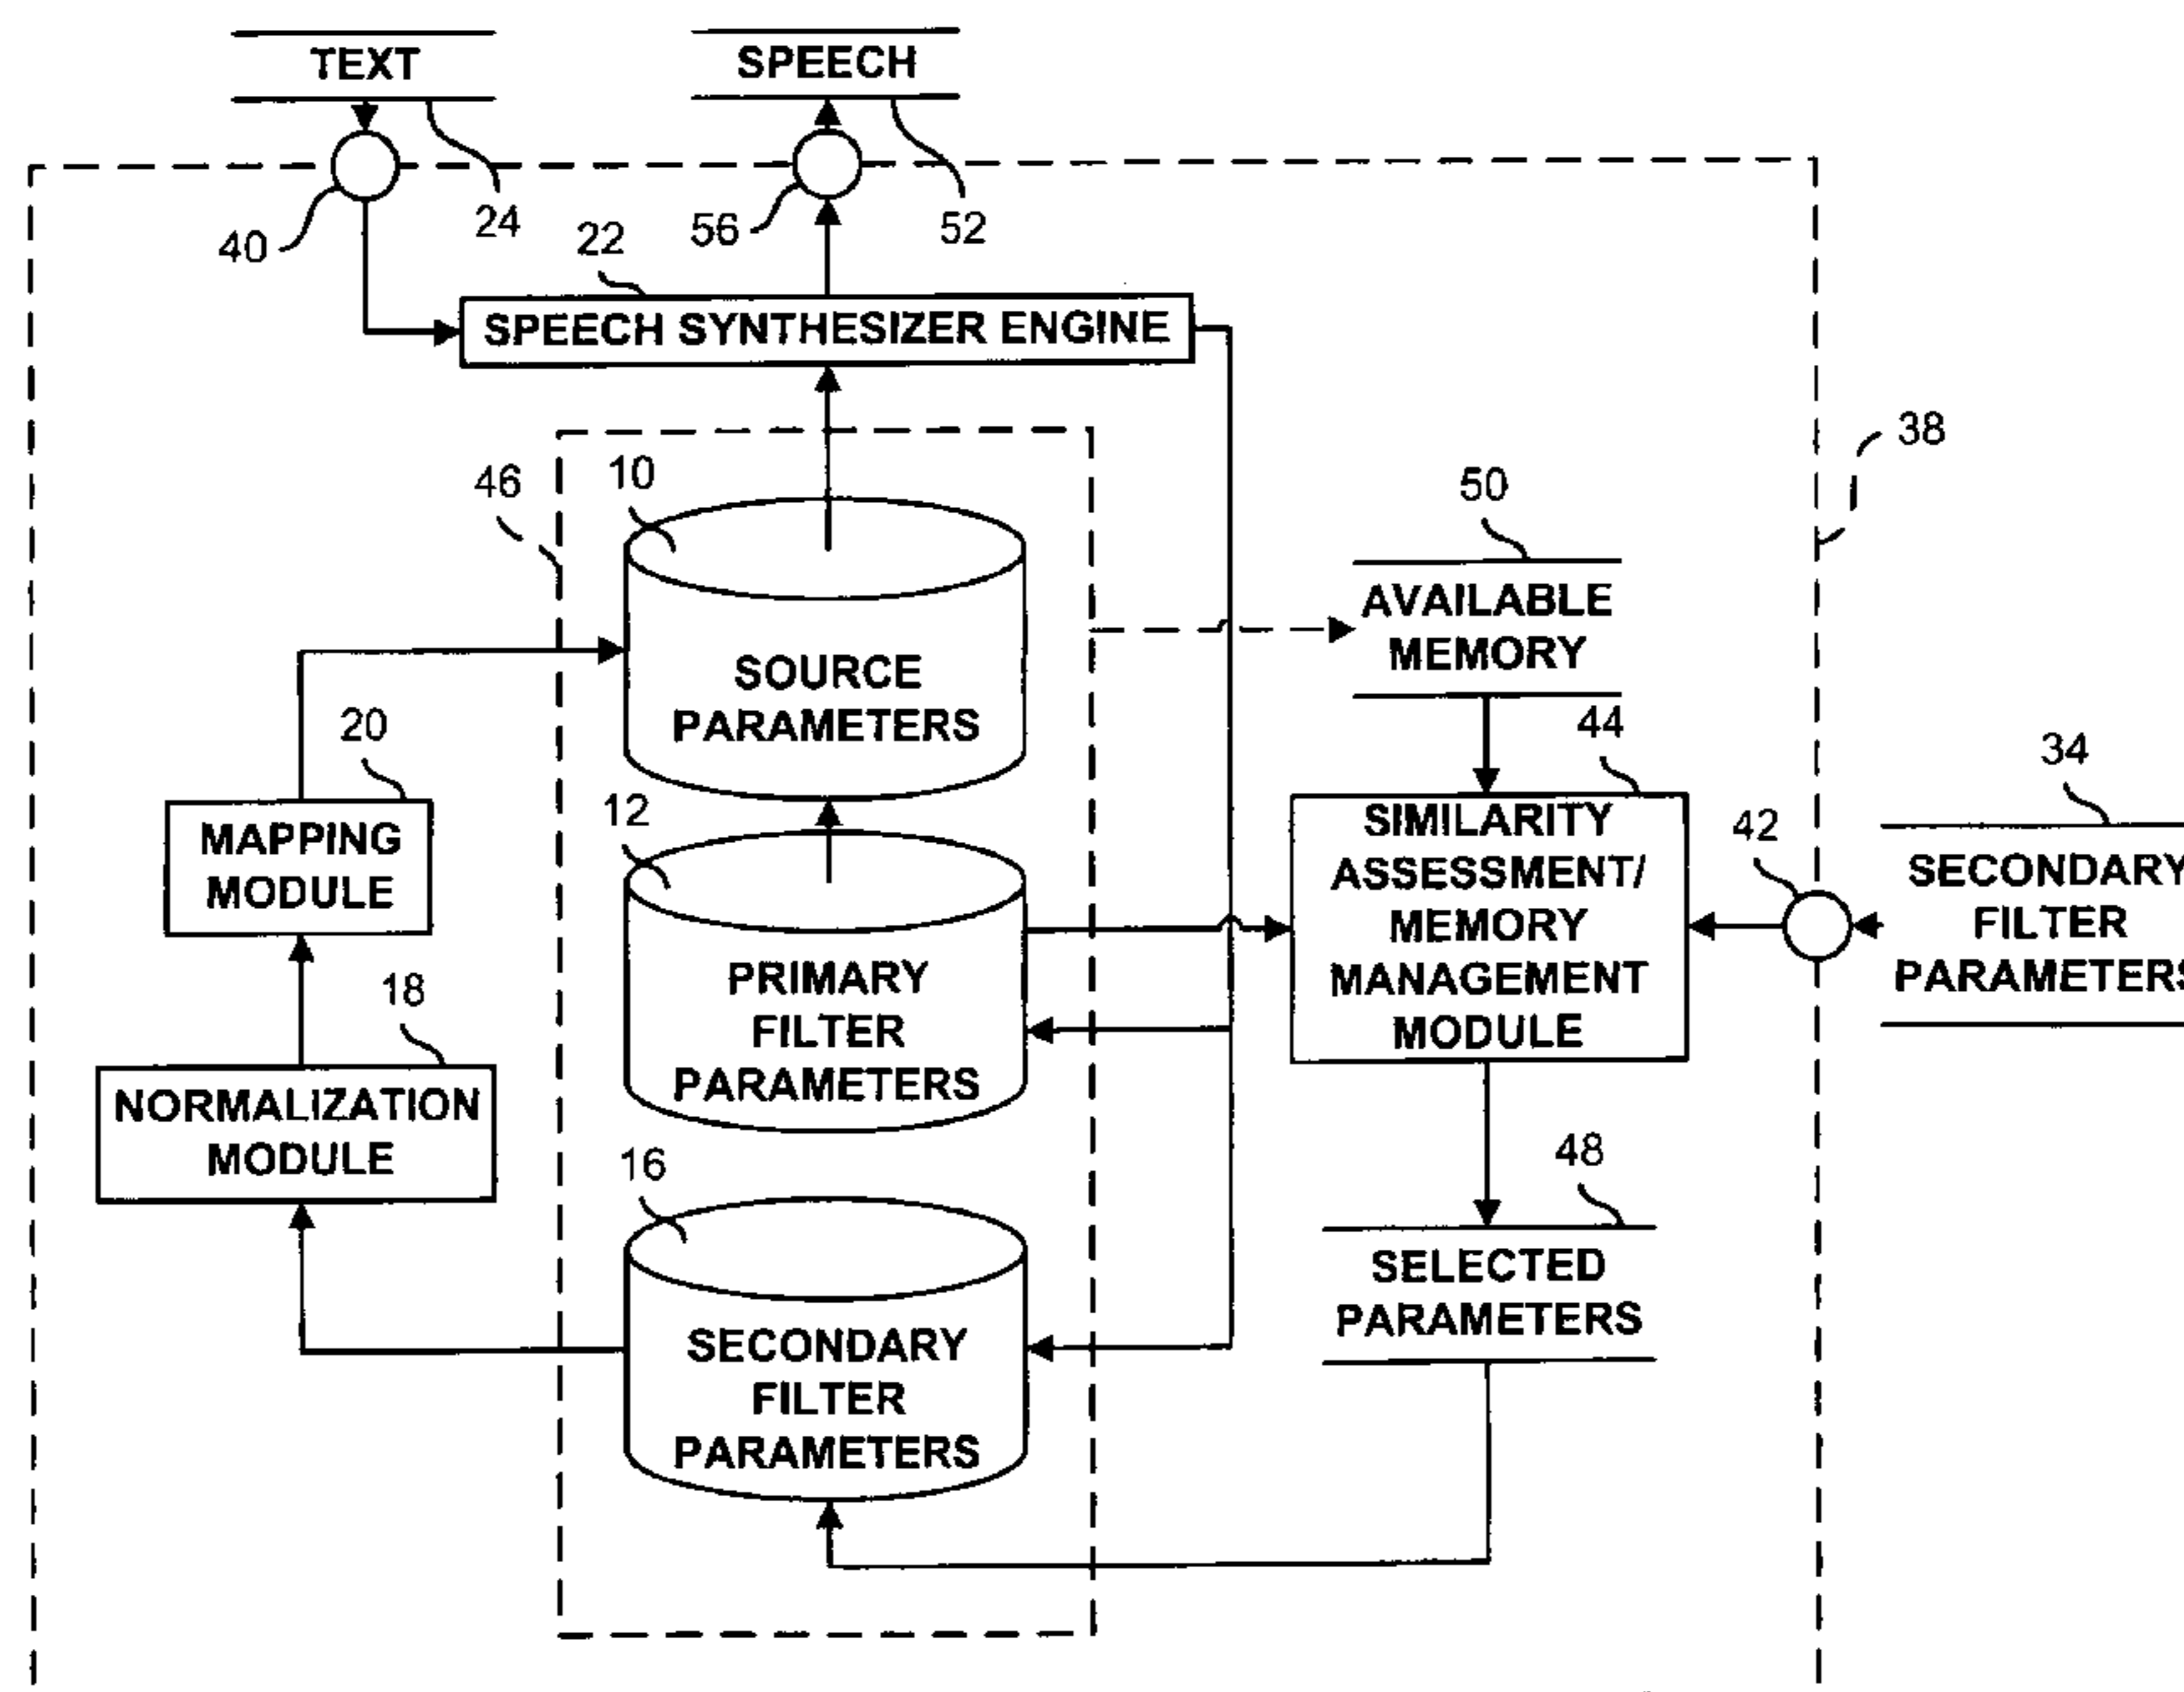 TEXT
SPEECH
40
24
56
52
22
SPEECH SYNTHESIZER ENGINE
38
46
10
50
AVAILABLE
MEMORY
SOURCE
PARAMETERS
20
44
34
MAPPING
MODULE
12
SIMILARITY
ASSESSMENT/
MEMORY
MANAGEMENT
MODULE
42
SECONDARY
FILTER
PARAMETERS
PRIMARY
FILTER
PARAMETERS
18
NORMALIZATION
MODULE
16
48
SELECTED
PARAMETERS
SECONDARY
FILTER
PARAMETERS